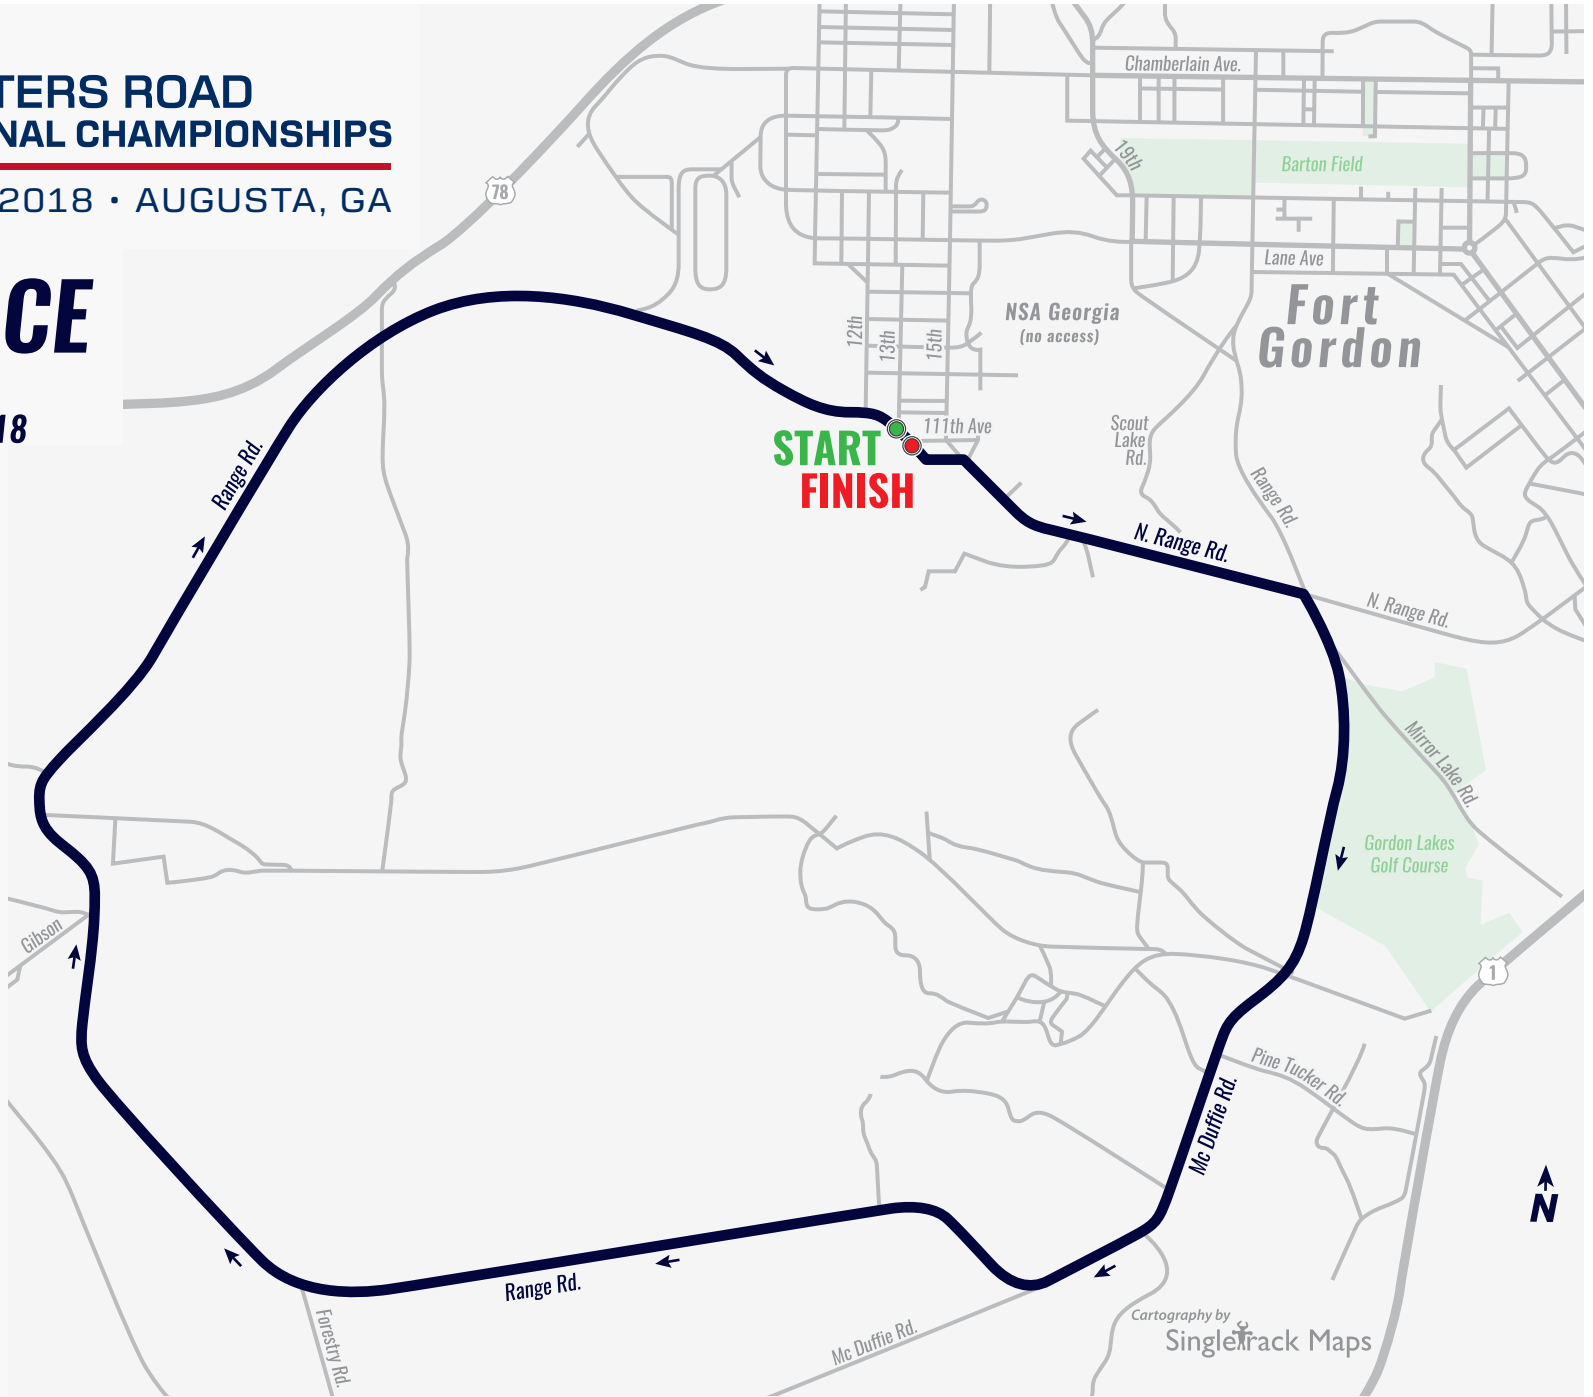 TERS ROAD
NAL CHAMPIONSHIPS
2018 • AUGUSTA, GA
CE
18
78
Chamberlain Ave.
19th
Barton Field
Lane Ave
Fort
Gordon
NSA Georgia
(no access)
12th
13th
15th
111th Ave
START
FINISH
Scout
Lake
Rd.
Range Rd.
Range Rd.
N. Range Rd.
N. Range Rd.
Mirror Lake Rd.
Gordon Lakes
Golf Course
Gibson
1
Pine Tucker Rd.
Mc Duffie Rd.
N
Range Rd.
Forestry Rd.
Mc Duffie Rd.
Cartography by
SingleTrack Maps